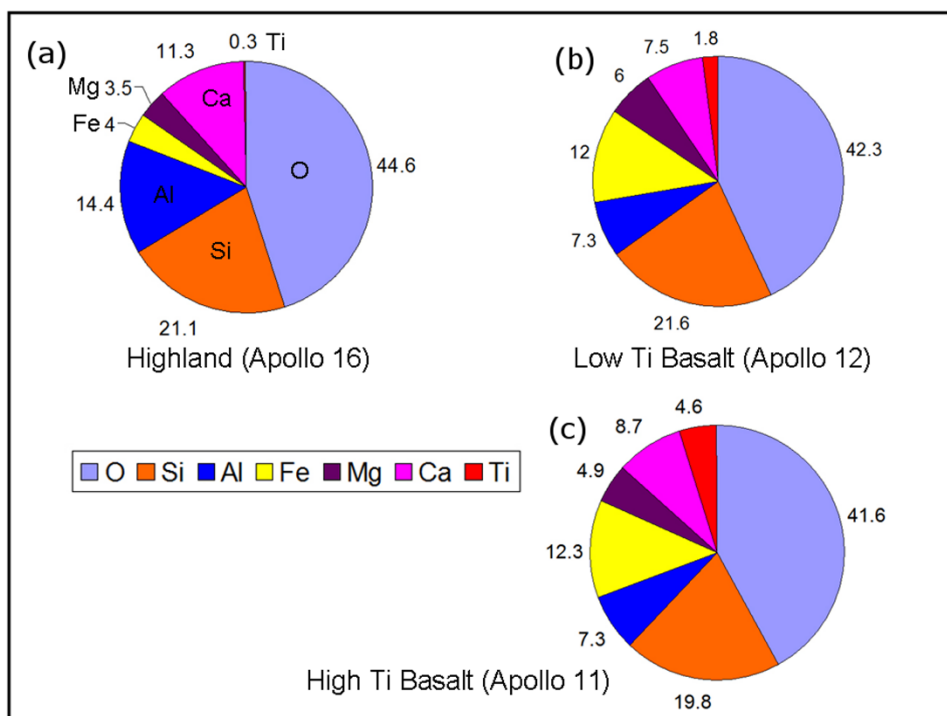 (a)
11.3
0.3 Ti
Mg 3.5
Ca
Fe 4
O
44.6
14.4
Al
Si
21.1
Highland (Apollo 16)
(b)
7.5
1.8
6
12
42.3
7.3
21.6
Low Ti Basalt (Apollo 12)
O Si Al Fe Mg Ca Ti
(c)
8.7
4.6
4.9
41.6
12.3
7.3
19.8
High Ti Basalt (Apollo 11)